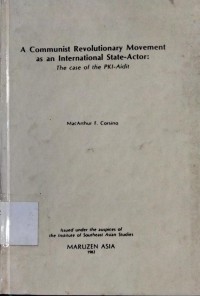 A Communist Revolutionary Movement
as an International State-Actor:
The case of the PKI-Aidit
MacArthur F. Corsino
Issued under the auspices of
the Institute of Southeast Asian Studies
MARUZEN ASIA